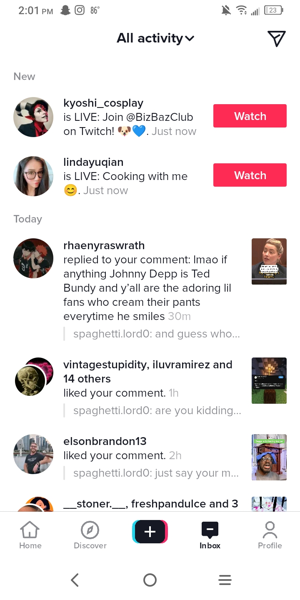 2:01 PM 86°
23
All activity
New
kyoshi_cosplay
is LIVE: Join @BizBazClub
on Twitch! 🐶💙. Just now
Watch
lindayuqian
is LIVE: Cooking with me
😊. Just now
Watch
Today
rhaenyraswrath
replied to your comment: lmao if
anything Johnny Depp is Ted
Bundy and y'all are the adoring lil
fans who cream their pants
everytime he smiles 30m
spaghetti.lord0: and guess who...
vintagestupidity, iluvramirez and
14 others
liked your comment. 1h
spaghetti.lord0: are you kidding...
elsonbrandon13
liked your comment. 2h
spaghetti.lord0: just say your m...
__stoner.__, freshpandulce and 3
Home
Discover
Inbox
Profile